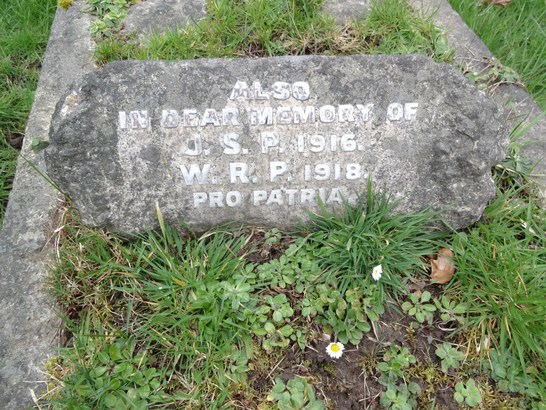 ALSO
IN DEAR MEMORY OF
J. S. P. 1916.
W. R. P. 1918.
PRO PATRIA.